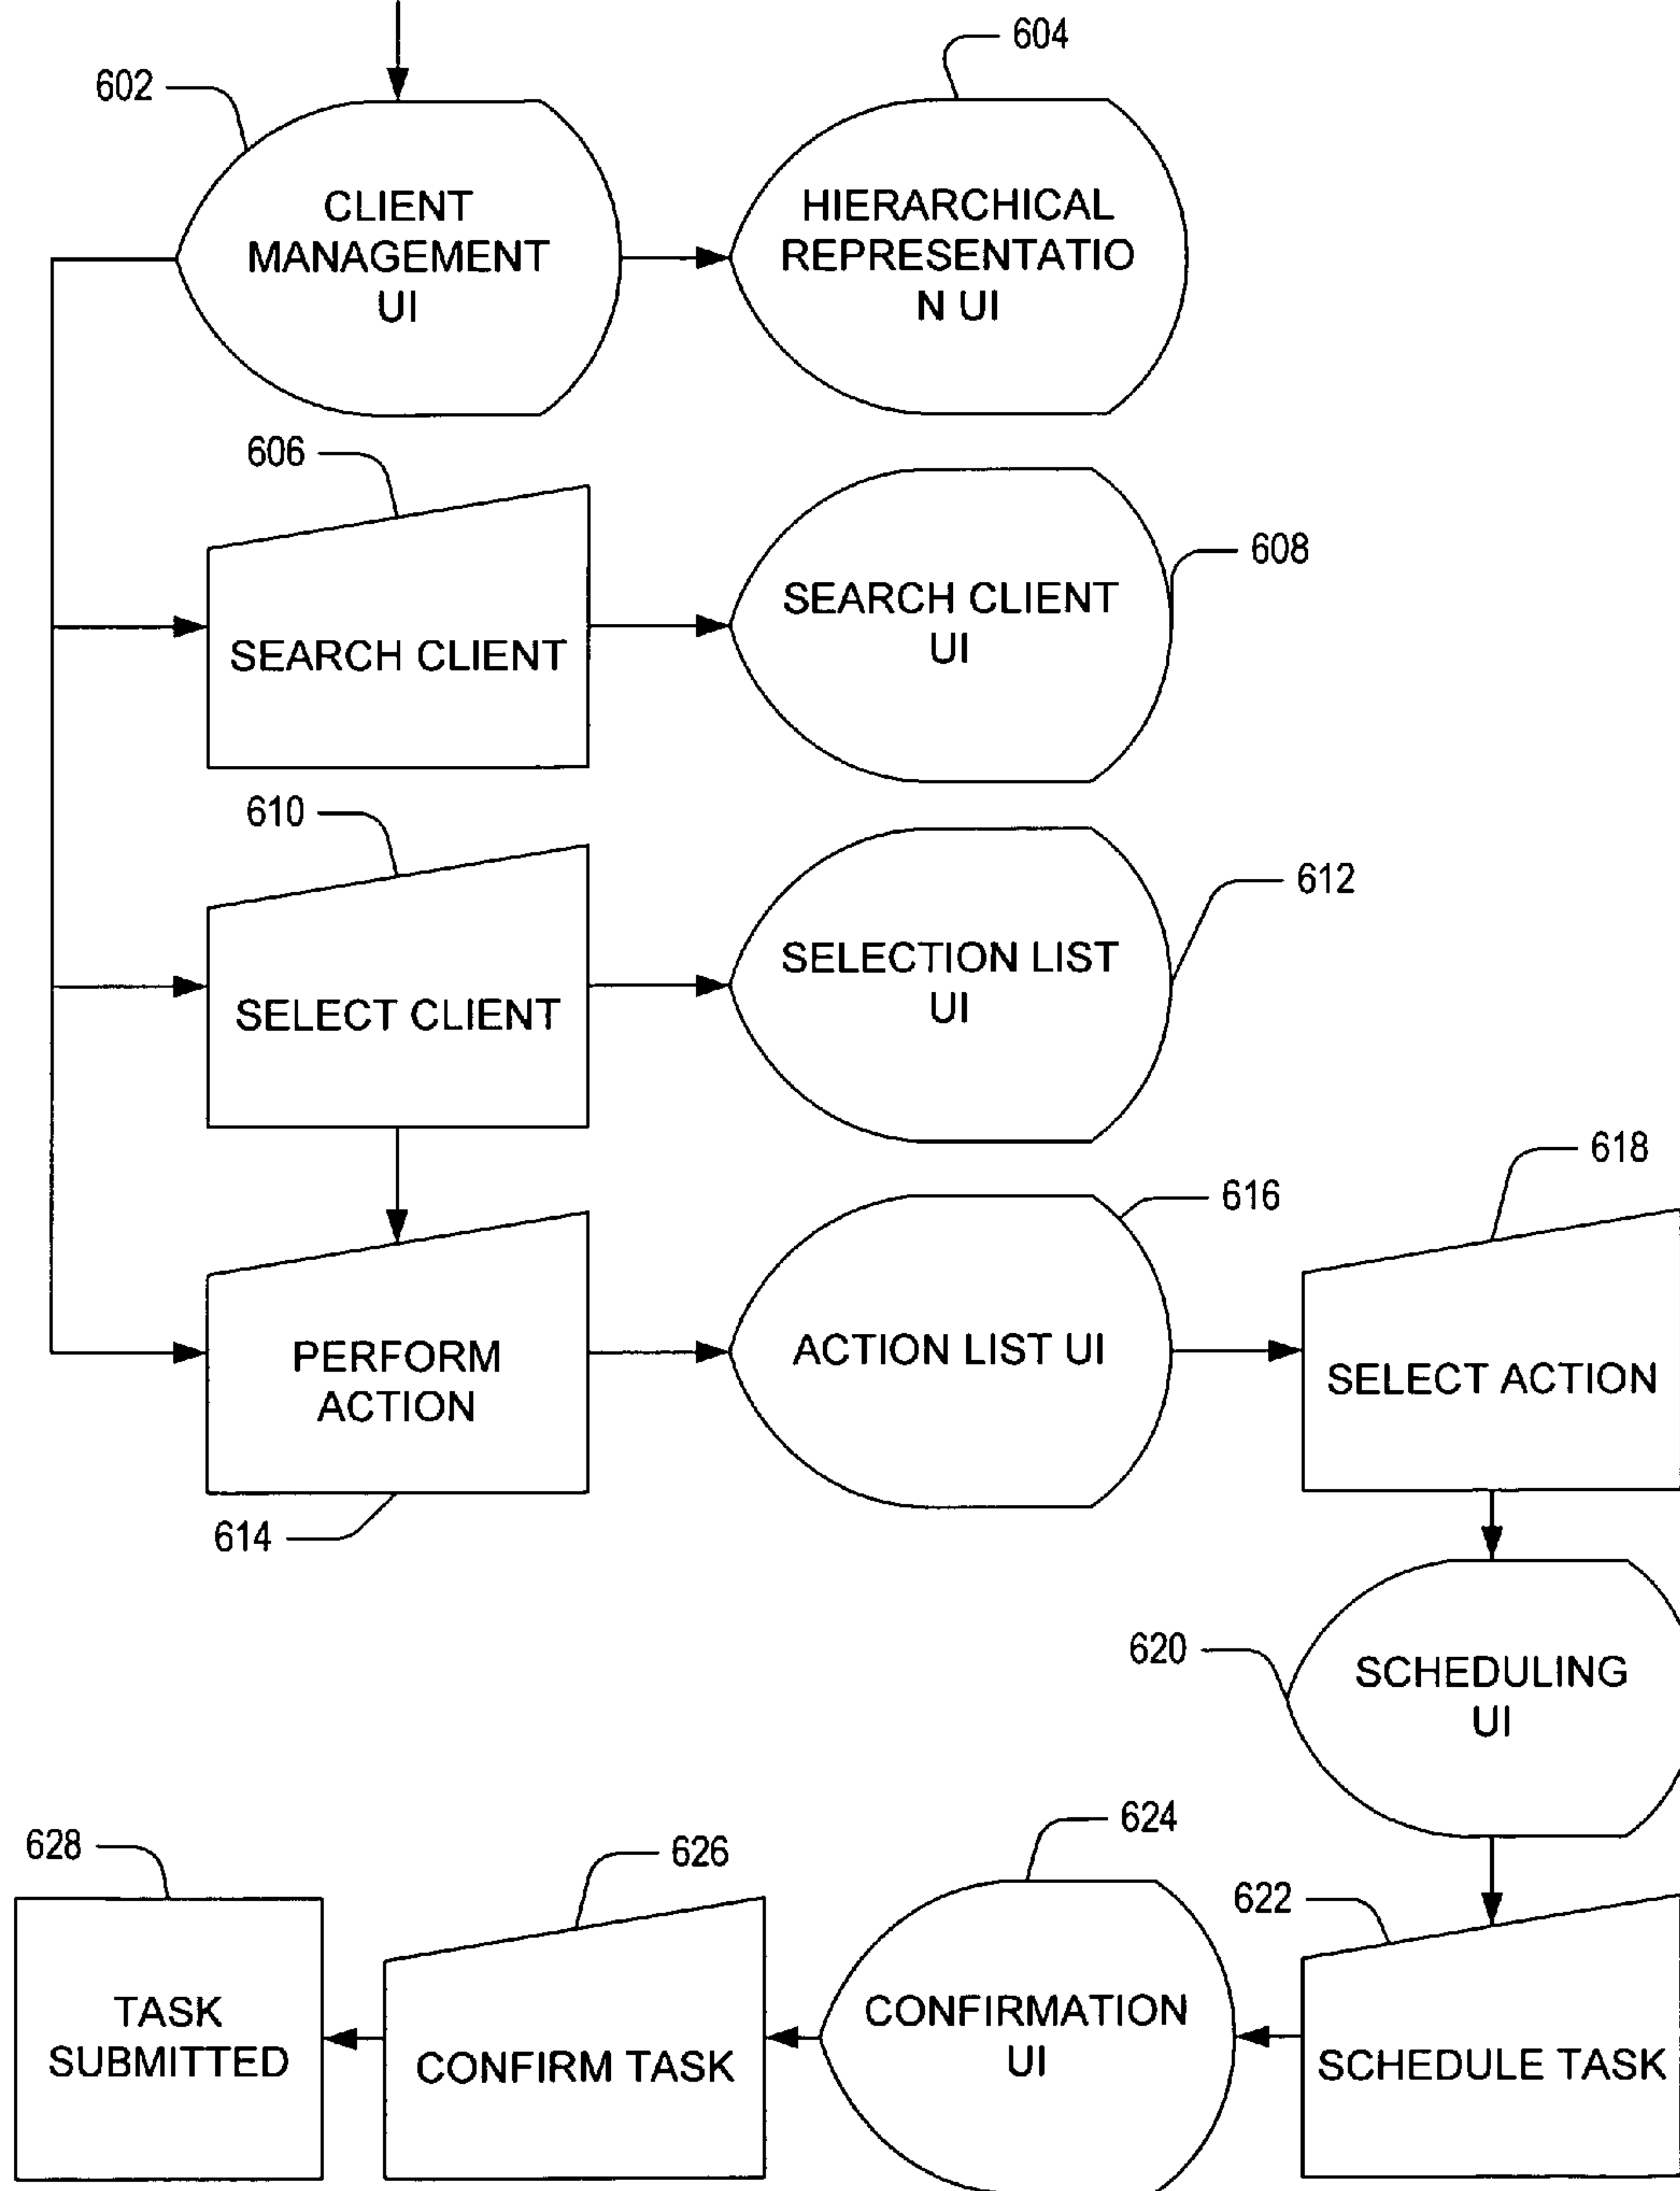 602
604
CLIENT
MANAGEMENT
UI
HIERARCHICAL
REPRESENTATIO
N UI
606
608
SEARCH CLIENT
SEARCH CLIENT
UI
610
612
SELECT CLIENT
SELECTION LIST
UI
614
616
618
PERFORM
ACTION
ACTION LIST UI
SELECT ACTION
620
SCHEDULING
UI
622
624
626
628
TASK
SUBMITTED
CONFIRM TASK
CONFIRMATION
UI
SCHEDULE TASK